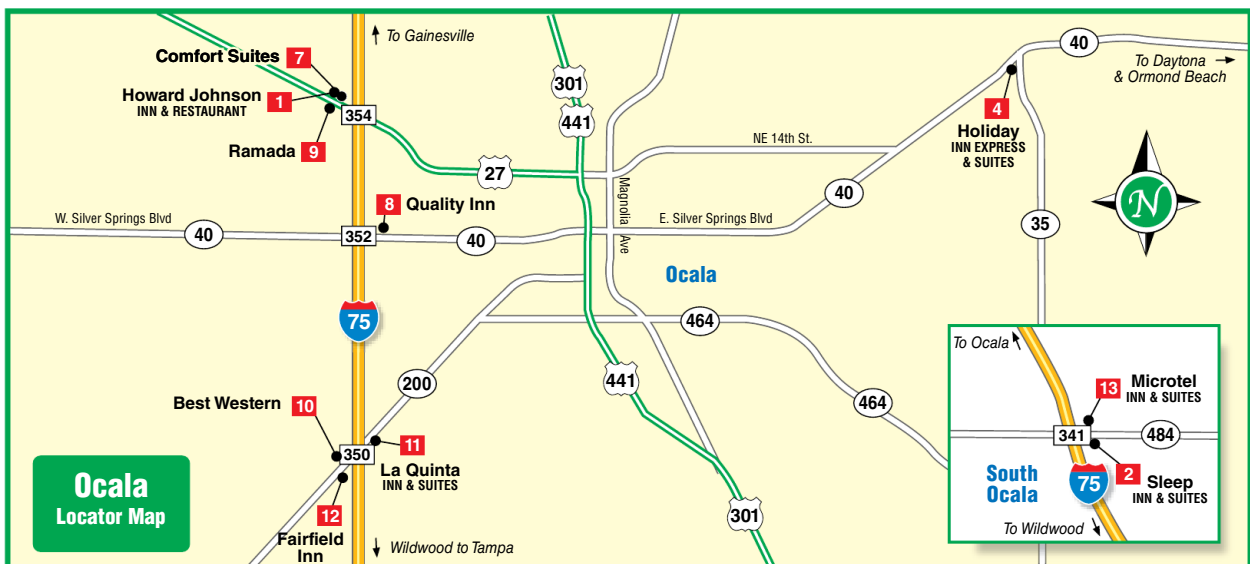 To Gainesville
Comfort Suites 7
Howard Johnson 1
INN & RESTAURANT
Ramada 9
354
301
441
27
NE 14th St.
40
To Daytona
& Ormond Beach
4
Holiday
INN EXPRESS
& SUITES
N
W. Silver Springs Blvd
40
352
8 Quality Inn
40
E. Silver Springs Blvd
Magnolia Ave
40
35
Ocala
75
464
200
441
464
Best Western 10
350
11
La Quinta
INN & SUITES
12
Fairfield
Inn
301
Wildwood to Tampa
Ocala
Locator Map
To Ocala
13 Microtel
INN & SUITES
341
484
South
Ocala
75
2 Sleep
INN & SUITES
To Wildwood